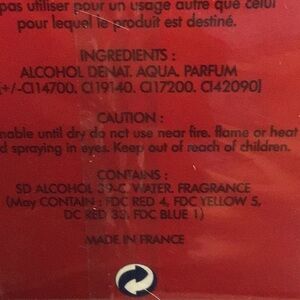 pas utiliser pour un usage autre que celui
pour lequel le produit est destiné.
INGREDIENTS :
ALCOHOL DENAT. AQUA. PARFUM
[+/-CI14700. CI19140. CI17200. CI42090]
CAUTION :
nable until dry do not use near fire. flame or heat
d spraying in eyes. Keep out of reach of children.
CONTAINS :
SD ALCOHOL 39-C, WATER, FRAGRANCE
(May CONTAIN : FDC RED 4, FDC YELLOW 5,
DC RED 33, FDC BLUE 1)
MADE IN FRANCE